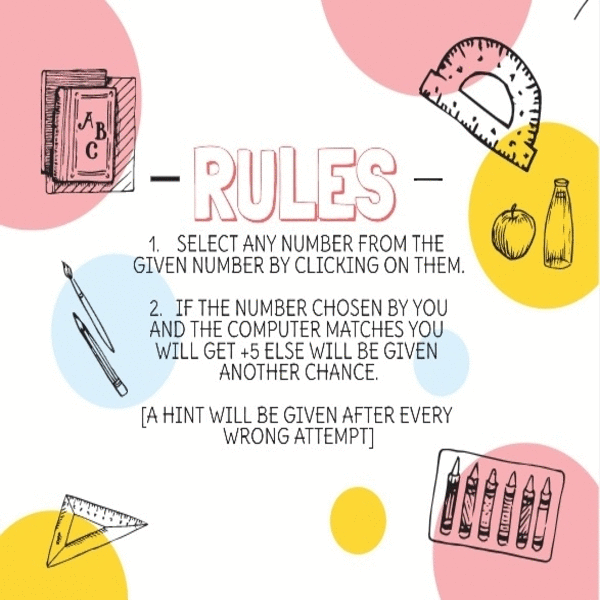 ABC
RULES
1. SELECT ANY NUMBER FROM THE
GIVEN NUMBER BY CLICKING ON THEM.
2. IF THE NUMBER CHOSEN BY YOU
AND THE COMPUTER MATCHES YOU
WILL GET +5 ELSE WILL BE GIVEN
ANOTHER CHANCE.
[A HINT WILL BE GIVEN AFTER EVERY
WRONG ATTEMPT]